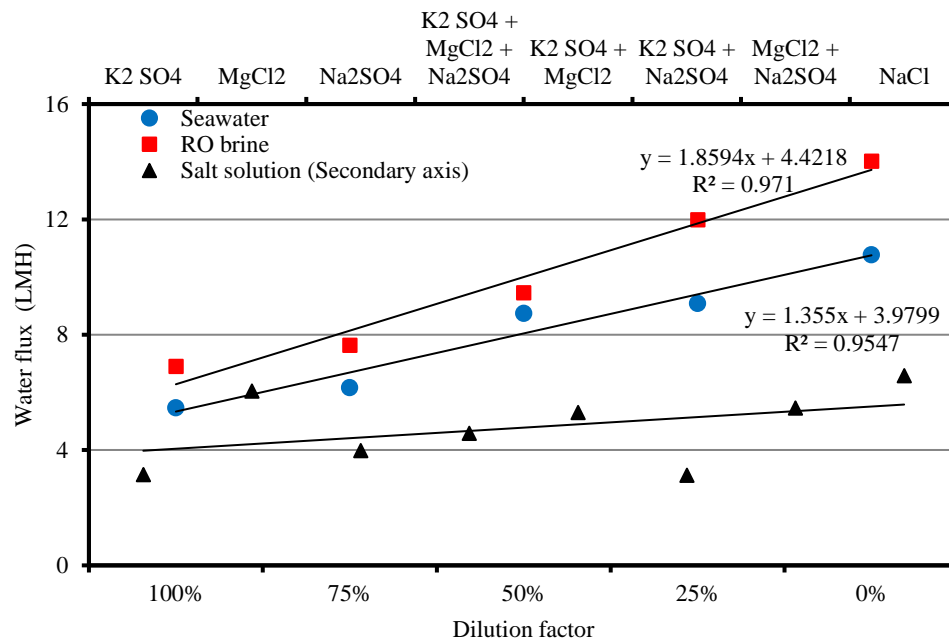 K2 SO4
MgCl2
Na2SO4
K2 SO4 +
MgCl2 +
Na2SO4
K2 SO4 +
MgCl2
K2 SO4 +
Na2SO4
MgCl2 +
Na2SO4
NaCl
16
12
8
4
0
Water flux (LMH)
Seawater
RO brine
Salt solution (Secondary axis)
y = 1.8594x + 4.4218
R² = 0.971
y = 1.355x + 3.9799
R² = 0.9547
100%
75%
50%
25%
0%
Dilution factor